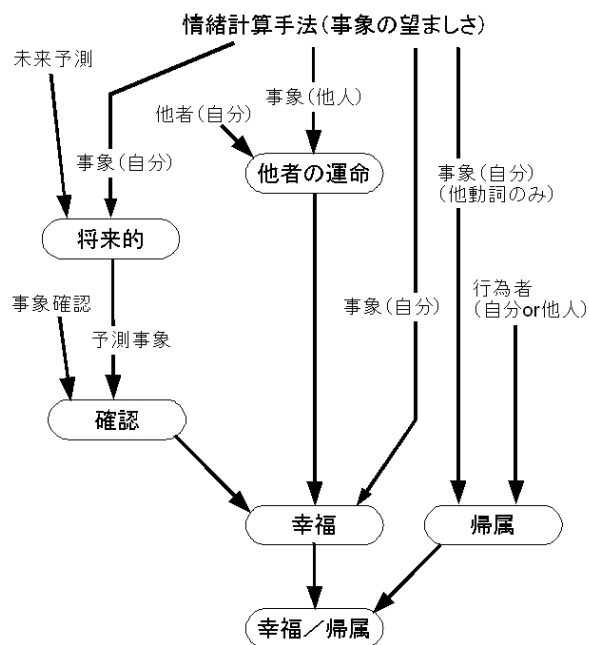 情緒計算手法(事象の望ましさ)
未来予測
事象(他人)
他者(自分)
事象(自分)
他者の運命
事象(自分)
(他動詞のみ)
将来的
行為者
(自分or他人)
事象確認
事象(自分)
予測事象
確認
幸福
帰属
幸福/帰属